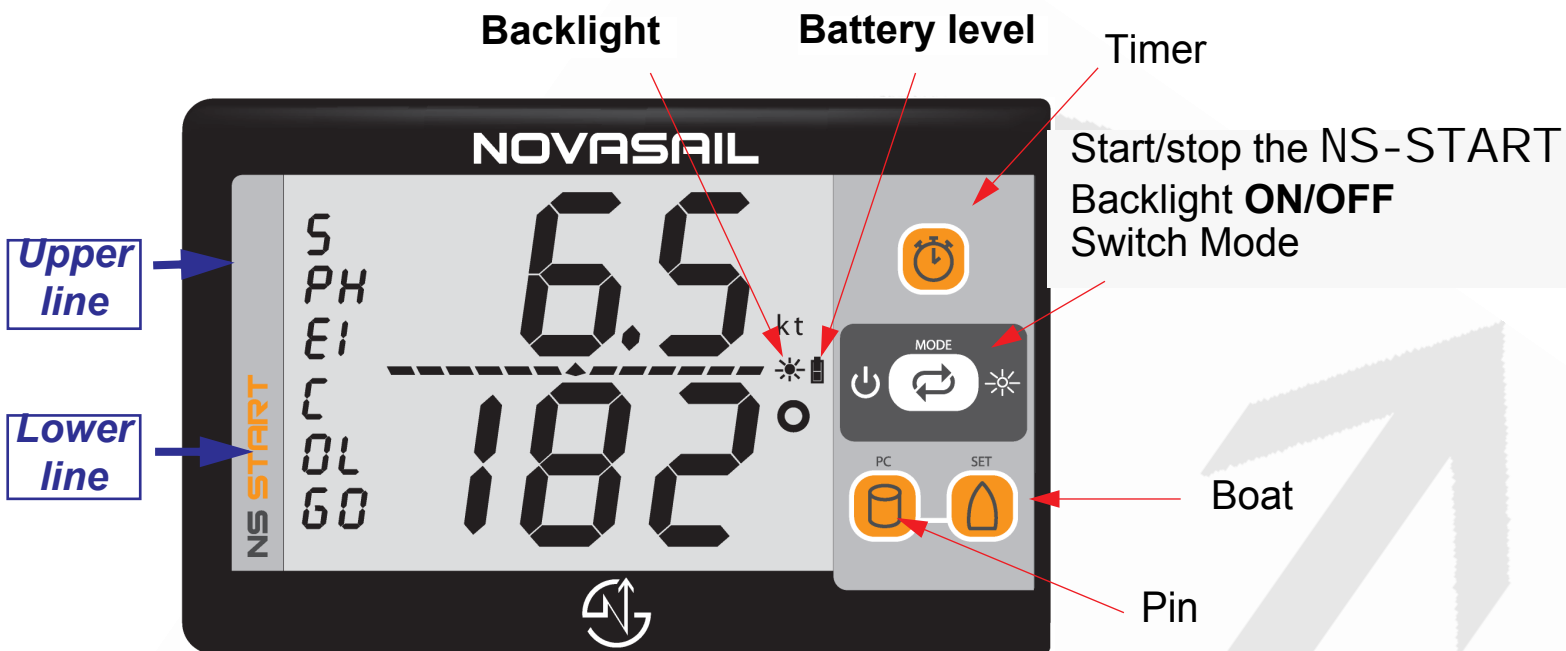 Backlight
Battery level
Timer
NOVASAIL
Start/stop the NS-START
Backlight ON/OFF
Switch Mode
Upper
line
S
PH
EI
C
OL
GO
6.5
kt
182
MODE
Lower
line
NS START
PC
SET
Boat
Pin
N